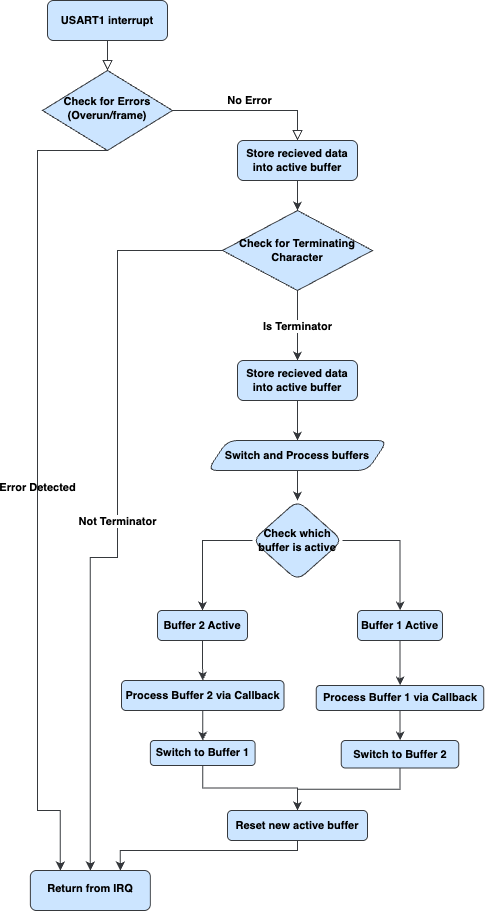 USART1 interrupt
Check for Errors
(Overun/frame)
No Error
Store recieved data
into active buffer
Check for Terminating
Character
Is Terminator
Store recieved data
into active buffer
Switch and Process buffers
Error Detected
Not Terminator
Check which
buffer is active
Buffer 2 Active
Buffer 1 Active
Process Buffer 2 via Callback
Process Buffer 1 via Callback
Switch to Buffer 1
Switch to Buffer 2
Reset new active buffer
Return from IRQ